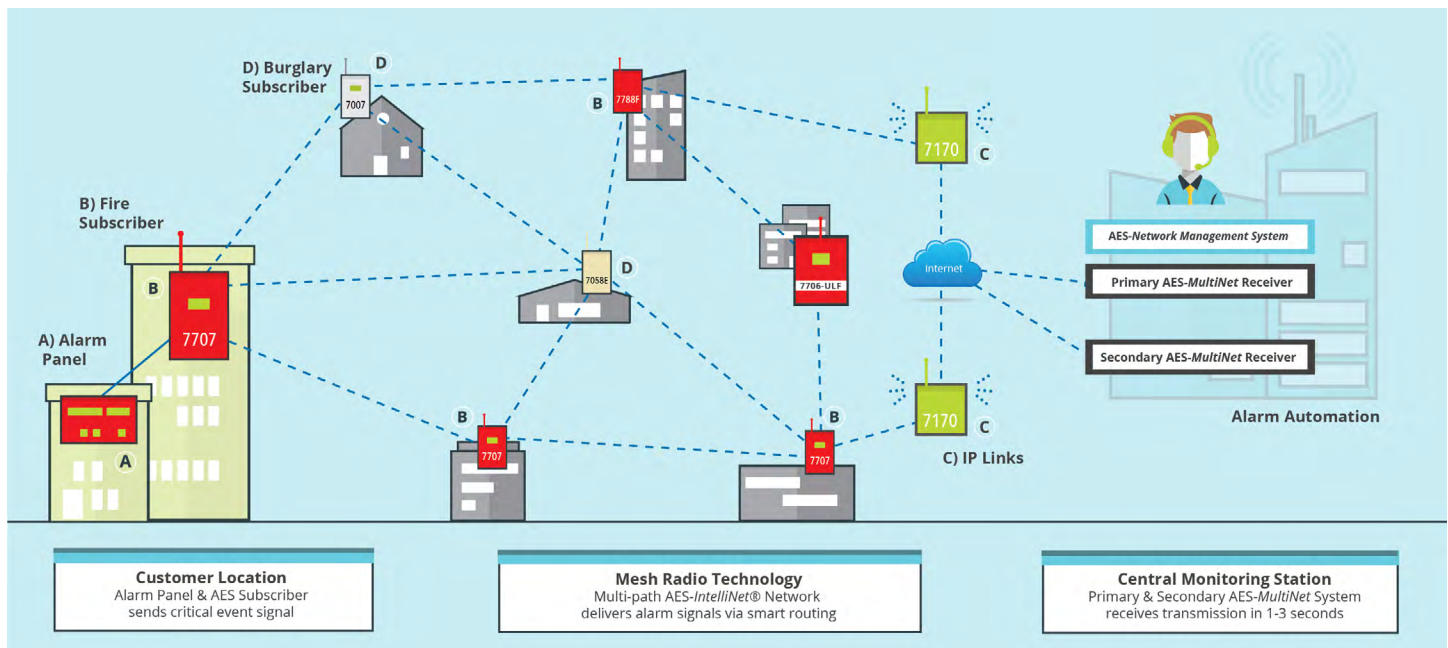 D) Burglary
Subscriber
D
7007
B
7788F
7170
C
B) Fire
Subscriber
B
7707
A) Alarm
Panel
A
7058E
D
7706-ULF
Internet
AES-Network Management System
Primary AES-MultiNet Receiver
Secondary AES-MultiNet Receiver
Alarm Automation
B
7707
B
7707
7170
C
C) IP Links
Customer Location
Alarm Panel & AES Subscriber
sends critical event signal
Mesh Radio Technology
Multi-path AES-IntelliNet® Network
delivers alarm signals via smart routing
Central Monitoring Station
Primary & Secondary AES-MultiNet System
receives transmission in 1-3 seconds